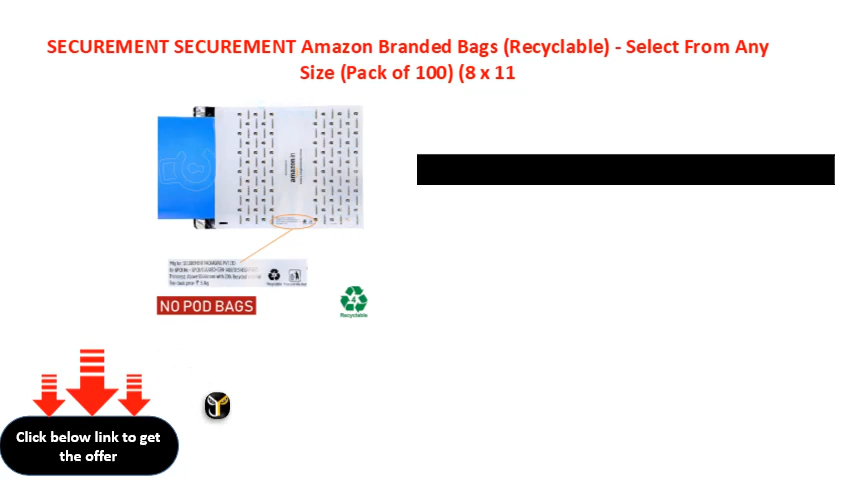 SECUREMENT SECUREMENT Amazon Branded Bags (Recyclable) - Select From Any
Size (Pack of 100) (8 x 11
amazon.in
NO POD BAGS
Recyclable
Click below link to get
the offer